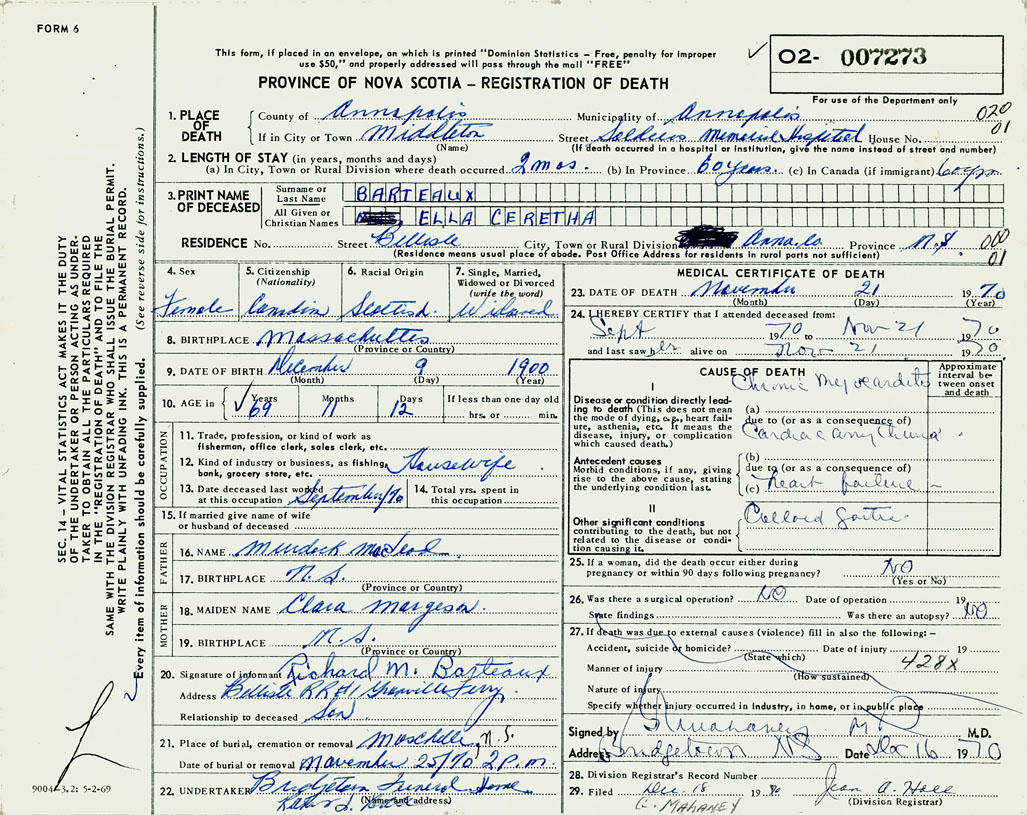 FORM 6
This form, if placed in an envelope, on which is printed "Dominion Statistics – Free, penalty for improper
use $50," and properly addressed will pass through the mail "FREE"
PROVINCE OF NOVA SCOTIA – REGISTRATION OF DEATH
02- 007273
For use of the Department only
1. PLACE OF DEATH
County of Annapolis Municipality of Annapolis 020
01
If in City or Town Middleton Street Soldiers Memorial Hospital House No.
(Name) (If death occurred in a hospital or institution, give the name instead of street and number)
2. LENGTH OF STAY (in years, months and days)
(a) In City, Town or Rural Division where death occurred 2 mos. (b) In Province 60 years. (c) In Canada (if immigrant) 60 yrs
3. PRINT NAME OF DECEASED
Surname or Last Name BARTEAUX
All Given or Christian Names ELLA CERETHA
RESIDENCE No. Street Bellisle City, Town or Rural Division Anna. Co. Province N.S. 000
01
(Residence means usual place of abode. Post Office Address for residents in rural parts not sufficient)
4. Sex
Female
5. Citizenship (Nationality)
Canadin
6. Racial Origin
Scottish
7. Single, Married, Widowed or Divorced (write the word)
Widowed
8. BIRTHPLACE Massachuttes
(Province or Country)
9. DATE OF BIRTH December 9 1900
(Month) (Day) (Year)
10. AGE in Years Months Days If less than one day old
69 11 12 hrs. or min.
OCCUPATION
11. Trade, profession, or kind of work as
fisherman, office clerk, sales clerk, etc.
12. Kind of industry or business, as fishing, Housewife
bank, grocery store, etc.
13. Date deceased last worked
at this occupation September/70
14. Total yrs. spent in
this occupation
15. If married give name of wife
or husband of deceased
FATHER
16. NAME Murdock MacLeod
17. BIRTHPLACE N.S.
(Province or Country)
MOTHER
18. MAIDEN NAME Clara Margeson.
19. BIRTHPLACE N.S.
(Province or Country)
20. Signature of informant Richard M. Barteaux
Address Bellisle RR#1 Granville Ferry,
Relationship to deceased Son
21. Place of burial, cremation or removal Moschelle, N.S.
Date of burial or removal November 25/70 2 P.m.
22. UNDERTAKER Bridgetown Funeral Home
(Name and address)
MEDICAL CERTIFICATE OF DEATH
23. DATE OF DEATH November 21 1970
(Month) (Day) (Year)
24. I HEREBY CERTIFY that I attended deceased from:
Sept 1970 to Nov 21 1970
and last saw her alive on Nov 21 1970
CAUSE OF DEATH
Approximate interval between onset and death
I
Chronic Myocarditis
Disease or condition directly leading to death (This does not mean the mode of dying, e.g., heart failure, asthenia, etc. It means the disease, injury, or complication which caused death.)
(a)
due to (or as a consequence of)
Antecedent causes
Morbid conditions, if any, giving rise to the above cause, stating the underlying condition last.
(b)
due to (or as a consequence of)
(c) heart failure –
II
Other significant conditions contributing to the death, but not related to the disease or condition causing it.
Colloid goitre
25. If a woman, did the death occur either during
pregnancy or within 90 days following pregnancy? NO
(Yes or No)
26. Was there a surgical operation? NO Date of operation 19
State findings Was there an autopsy? NO
27. If death was due to external causes (violence) fill in also the following: –
Accident, suicide or homicide? Date of injury 19
(State which)
428X
Manner of injury
(How sustained)
Nature of injury
Specify whether injury occurred in industry, in home, or in public place
Signed by G Mahaney MD M.D.
Address Bridgetown NS Date Dec 16 1970
28. Division Registrar's Record Number
29. Filed Dec. 18 1970 Jean A. Hall
(Division Registrar)
G. MAHANEY
SEC. 14 – VITAL STATISTICS ACT MAKES IT THE DUTY
OF THE UNDERTAKER OR PERSON ACTING AS UNDER-
TAKER TO OBTAIN ALL THE PARTICULARS REQUIRED
IN THE "REGISTRATION OF DEATH" AND TO FILE THE
SAME WITH THE DIVISION REGISTRAR WHO SHALL ISSUE THE BURIAL PERMIT.
WRITE PLAINLY WITH UNFADING INK. THIS IS A PERMANENT RECORD.
Every item of information should be carefully supplied. (See reverse side for instructions.)
9004-3.2: 5-2-69